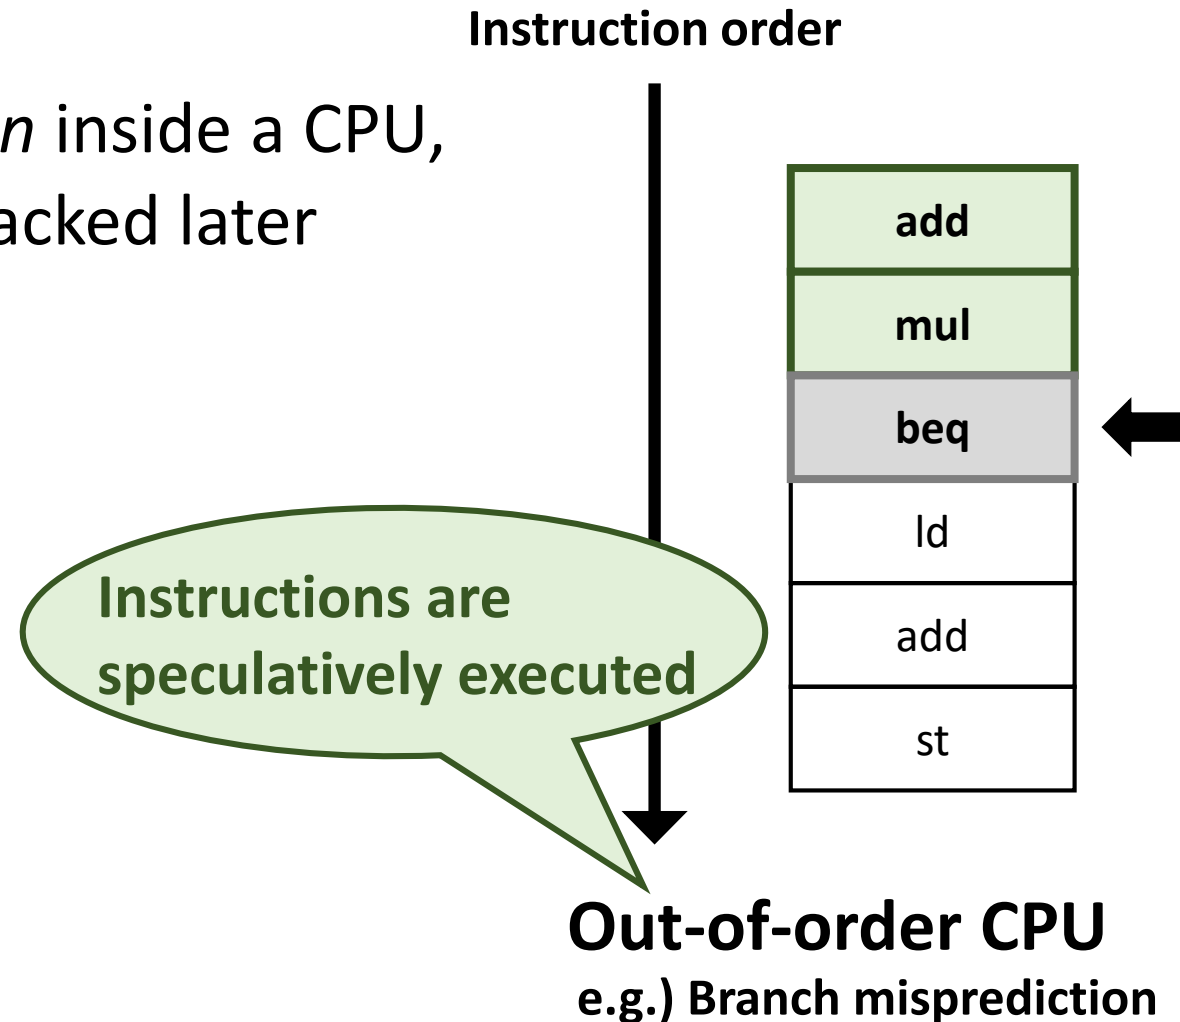 Instruction order
n inside a CPU,
acked later
add
mul
beq
ld
add
st
Instructions are
speculatively executed
Out-of-order CPU
e.g.) Branch misprediction